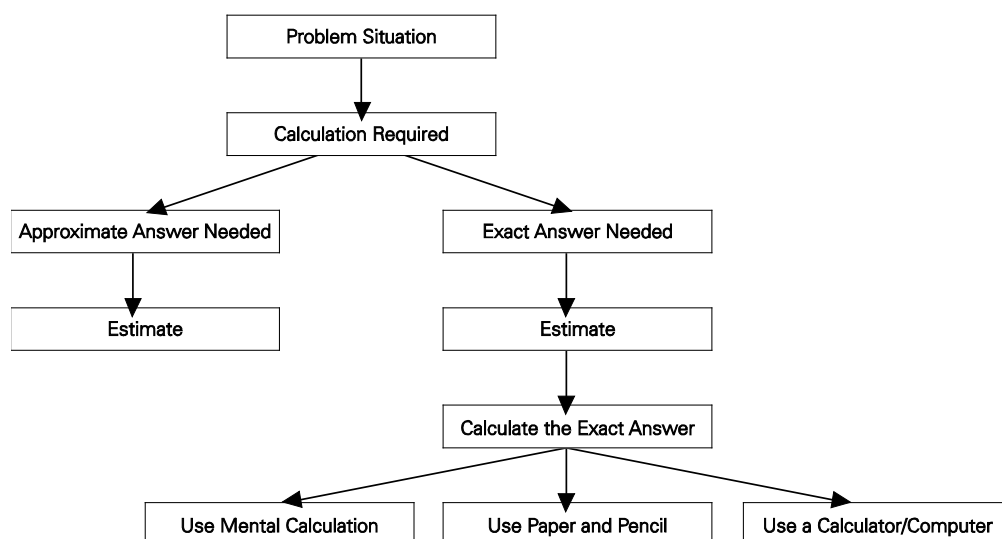 Problem Situation
Calculation Required
Approximate Answer Needed
Exact Answer Needed
Estimate
Estimate
Calculate the Exact Answer
Use Mental Calculation
Use Paper and Pencil
Use a Calculator/Computer